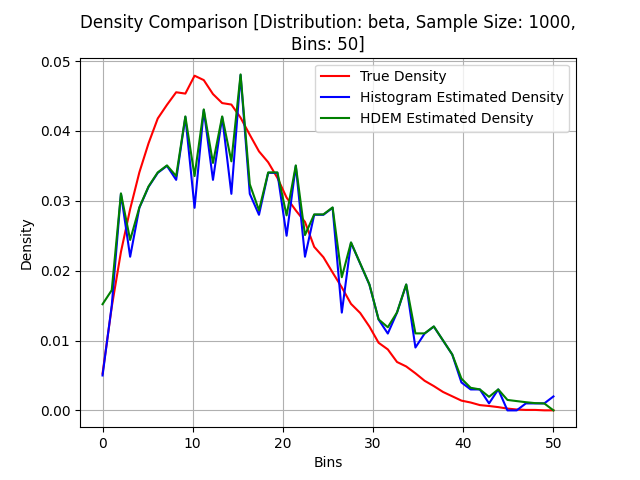 Density Comparison [Distribution: beta, Sample Size: 1000,
Bins: 50]
True Density
Histogram Estimated Density
HDEM Estimated Density
Density
0.05
0.04
0.03
0.02
0.01
0.00
0 10 20 30 40 50
Bins